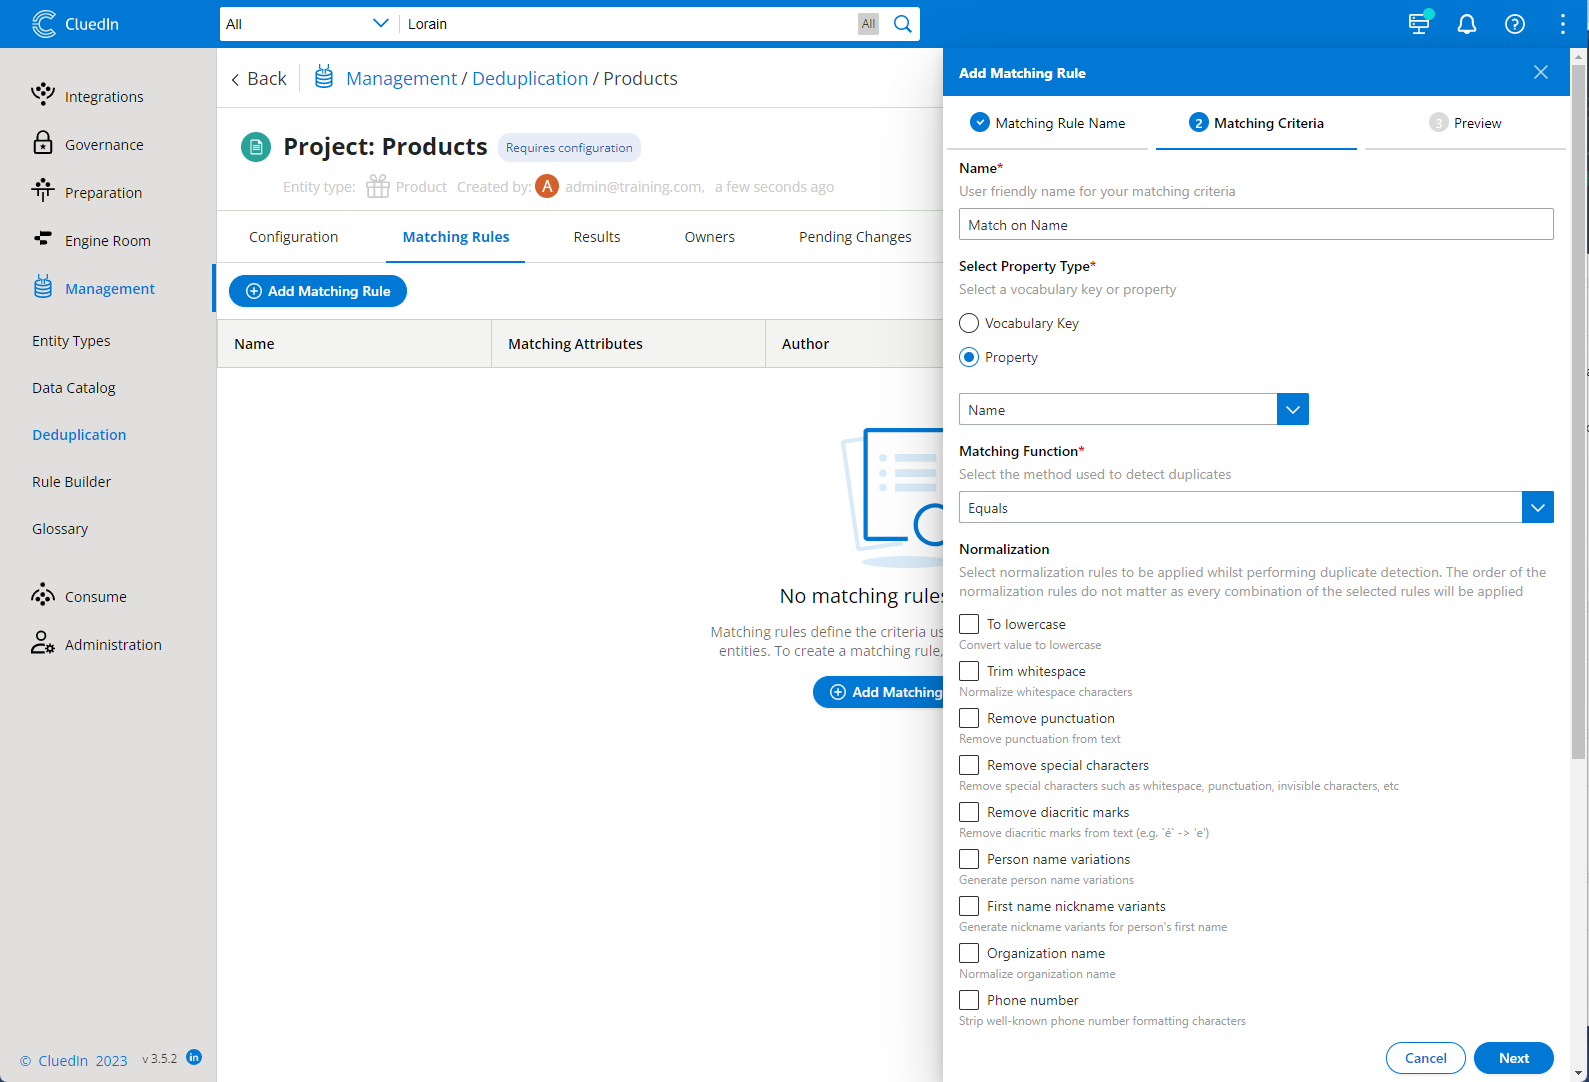 CluedIn
All
Lorain
All
Integrations
Governance
Preparation
Engine Room
Management
Entity Types
Data Catalog
Deduplication
Rule Builder
Glossary
Consume
Administration
© CluedIn 2023 v 3.5.2 in
Back
Management / Deduplication / Products
Project: Products
Requires configuration
Entity type: Product Created by: A admin@training.com, a few seconds ago
Configuration
Matching Rules
Results
Owners
Pending Changes
Add Matching Rule
Name
Matching Attributes
Author
No matching rules
Matching rules define the criteria
entities. To create a matching rule,
Add Matching
Add Matching Rule
Matching Rule Name
2 Matching Criteria
3 Preview
Name*
User friendly name for your matching criteria
Match on Name
Select Property Type*
Select a vocabulary key or property
Vocabulary Key
Property
Name
Matching Function*
Select the method used to detect duplicates
Equals
Normalization
Select normalization rules to be applied whilst performing duplicate detection. The order of the
normalization rules do not matter as every combination of the selected rules will be applied
To lowercase
Convert value to lowercase
Trim whitespace
Normalize whitespace characters
Remove punctuation
Remove punctuation from text
Remove special characters
Remove special characters such as whitespace, punctuation, invisible characters, etc
Remove diacritic marks
Remove diacritic marks from text (e.g. `é` -> 'e')
Person name variations
Generate person name variations
First name nickname variants
Generate nickname variants for person's first name
Organization name
Normalize organization name
Phone number
Strip well-known phone number formatting characters
Cancel
Next